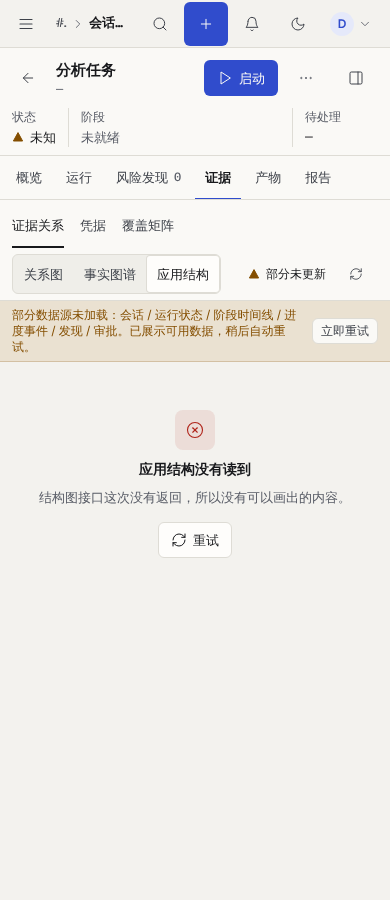 #. 会话…
D
分析任务
—
启动
状态 阶段 待处理
未知 未就绪 —
概览 运行 风险发现 0 证据 产物 报告
证据关系 凭据 覆盖矩阵
关系图 事实图谱 应用结构 部分未更新
部分数据源未加载：会话 / 运行状态 / 阶段时间线 / 进
度事件 / 发现 / 审批。已展示可用数据，稍后自动重
试。
立即重试
应用结构没有读到
结构图接口这次没有返回，所以没有可以画出的内容。
重试